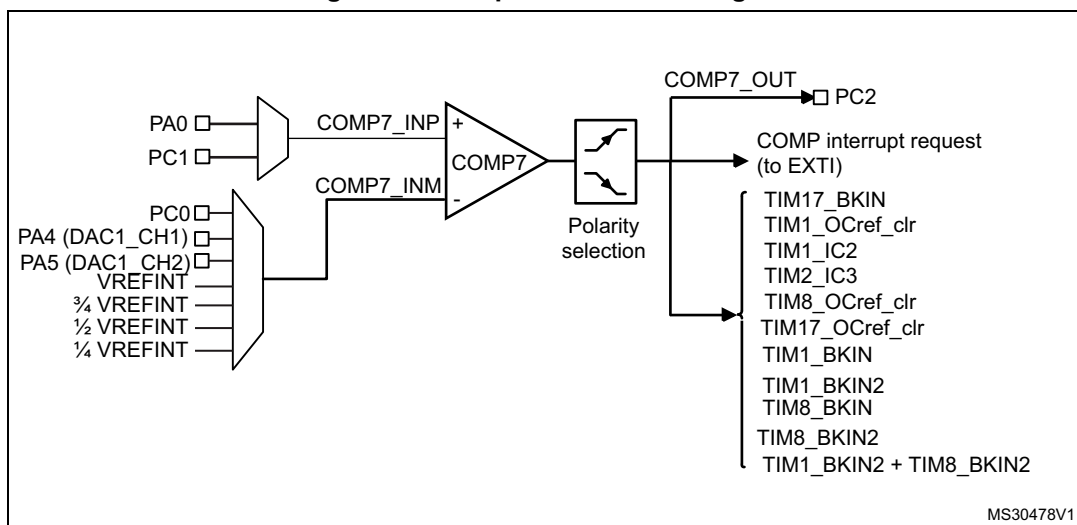 COMP7_OUT
PC2
PA0
COMP7_INP
+
PC1
COMP7
COMP interrupt request
(to EXTI)
COMP7_INM
-
PC0
PA4 (DAC1_CH1)
PA5 (DAC1_CH2)
VREFINT
¾ VREFINT
½ VREFINT
¼ VREFINT
Polarity
selection
TIM17_BKIN
TIM1_OCref_clr
TIM1_IC2
TIM2_IC3
TIM8_OCref_clr
TIM17_OCref_clr
TIM1_BKIN
TIM1_BKIN2
TIM8_BKIN
TIM8_BKIN2
TIM1_BKIN2 + TIM8_BKIN2
MS30478V1